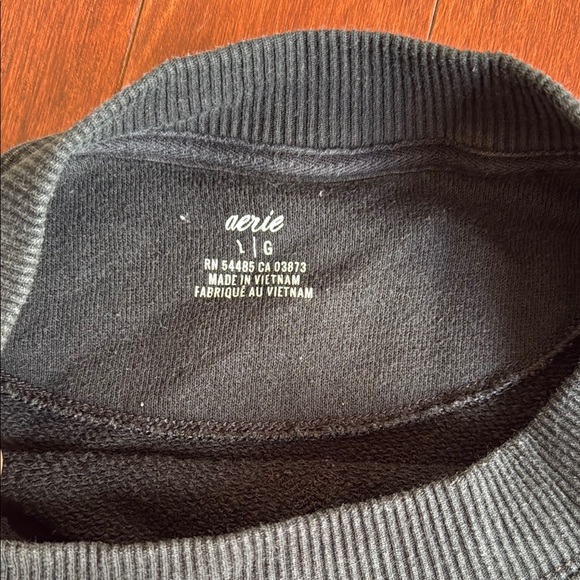 aerie
L | G
RN 54485 CA 03873
MADE IN VIETNAM
FABRIQUÉ AU VIETNAM